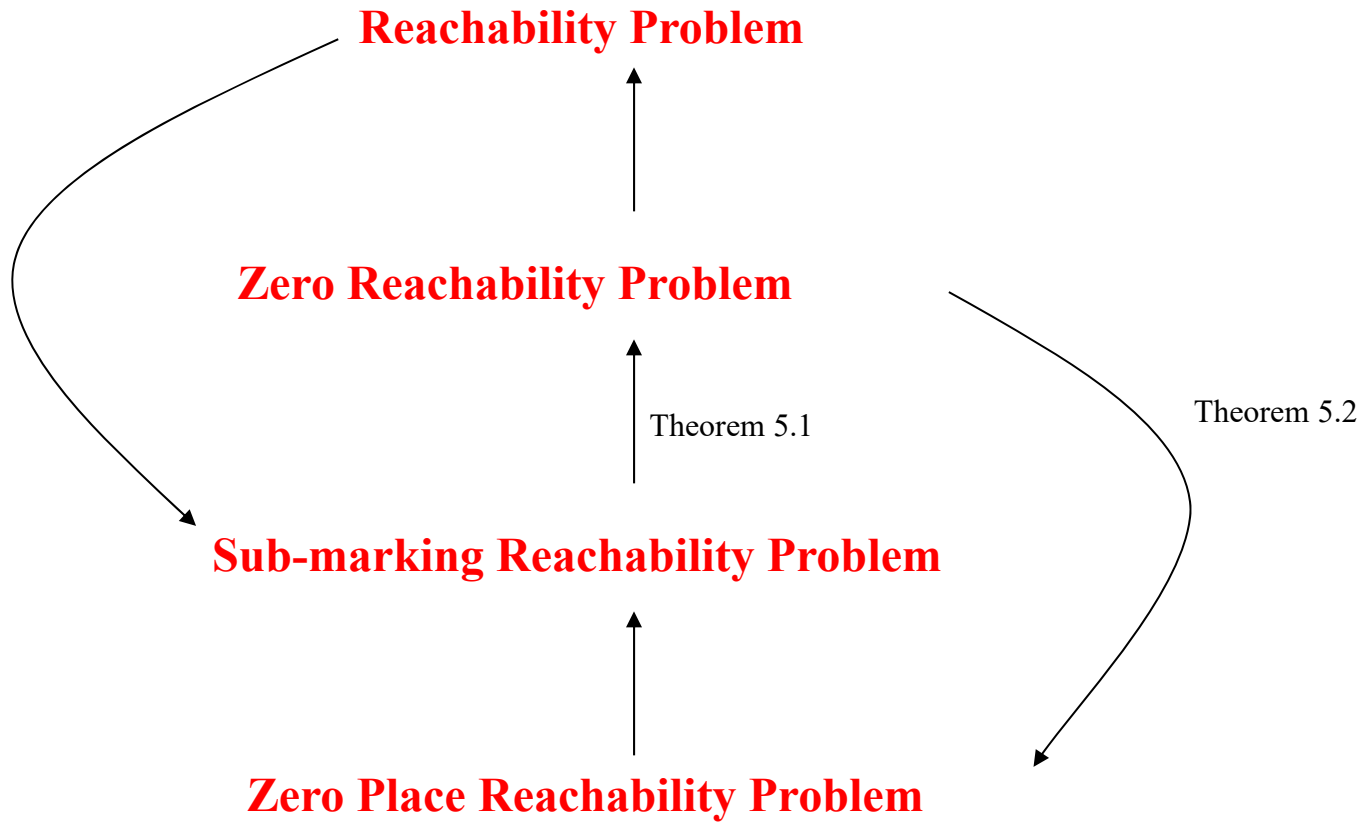 Reachability Problem
Zero Reachability Problem
Theorem 5.2
Theorem 5.1
Sub-marking Reachability Problem
Zero Place Reachability Problem